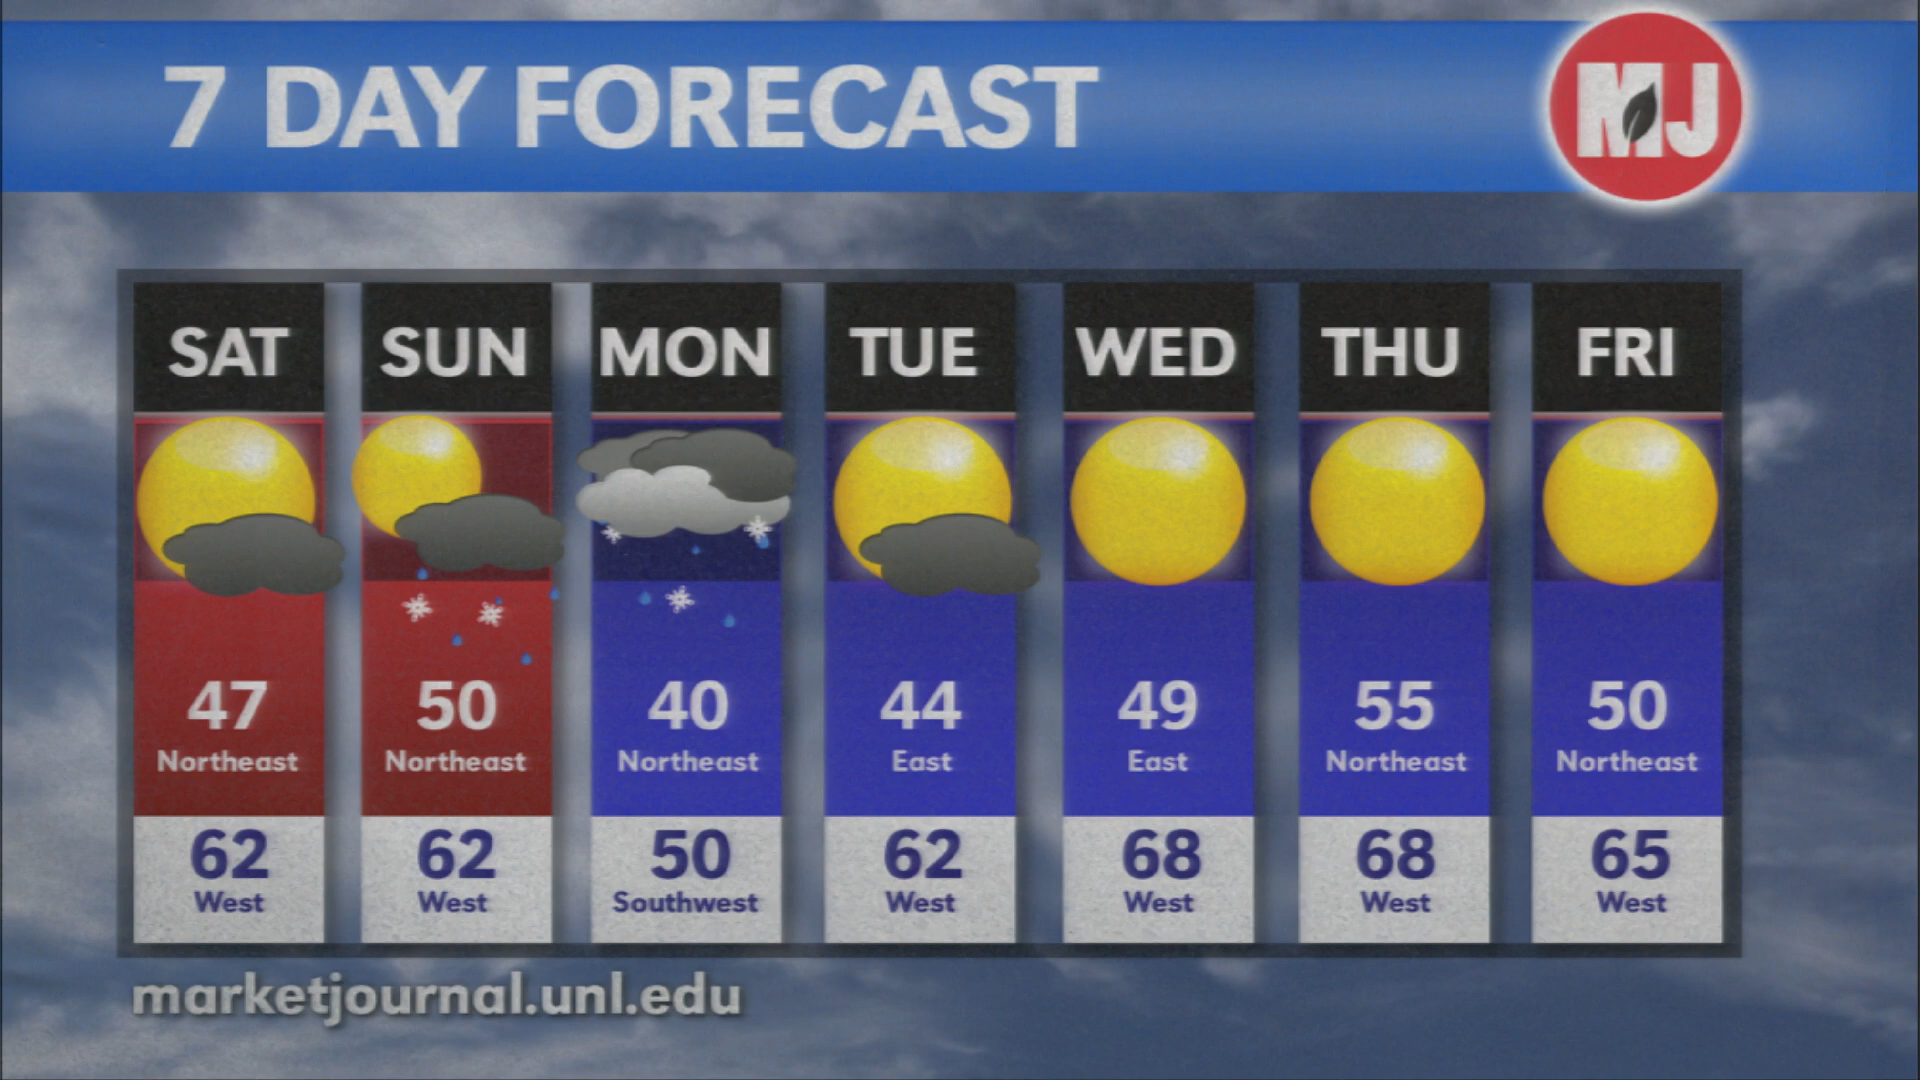 7 DAY FORECAST
MJ
SAT SUN MON TUE WED THU FRI
47 50 40 44 49 55 50
Northeast Northeast Northeast East East Northeast Northeast
62 62 50 62 68 68 65
West West Southwest West West West West
marketjournal.unl.edu